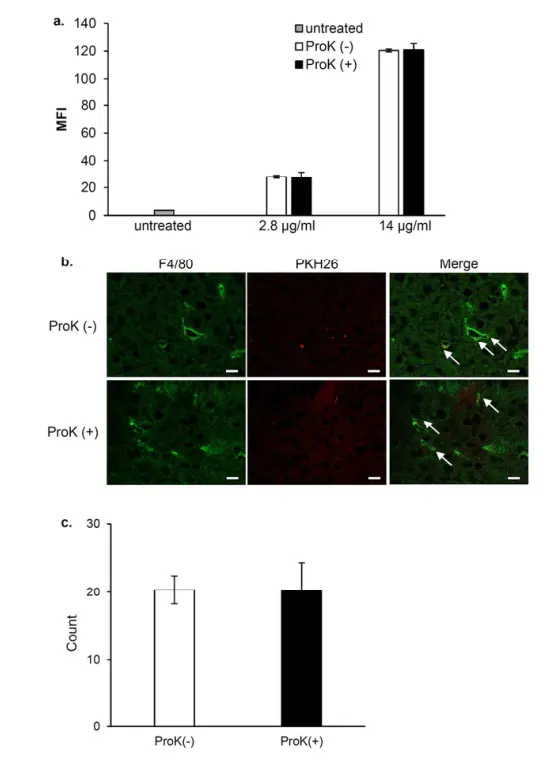 a.
140
120
100
80
60
40
20
0
MFI
untreated
ProK (-)
ProK (+)
untreated 2.8 µg/ml 14 µg/ml
b.
F4/80 PKH26 Merge
ProK (-)
ProK (+)
c.
30
20
10
0
Count
ProK(-) ProK(+)